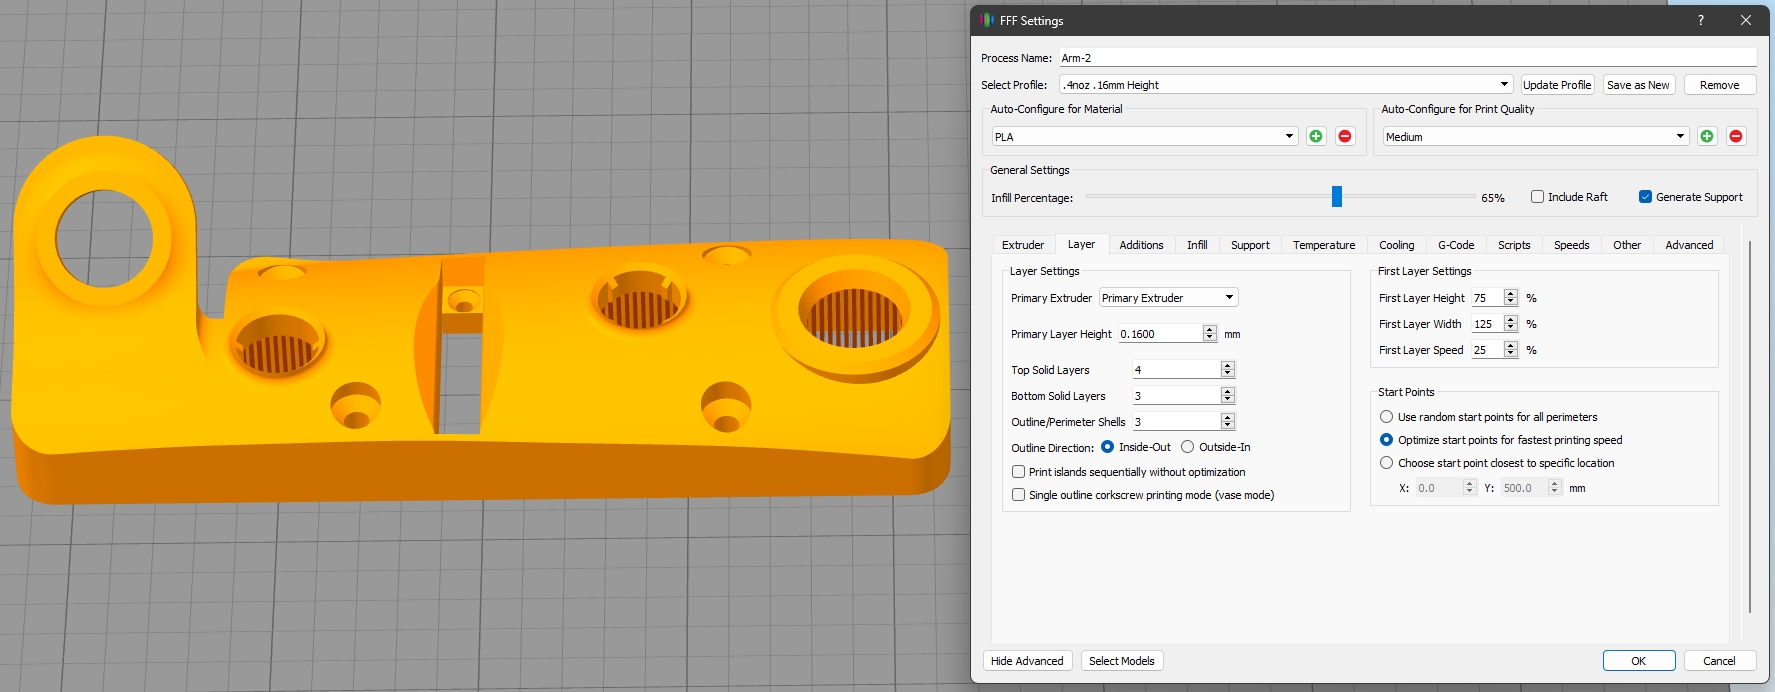 FFF Settings
Process Name: Arm-2
Select Profile: .4noz .16mm Height Update Profile Save as New Remove
Auto-Configure for Material
PLA
Auto-Configure for Print Quality
Medium
General Settings
Infill Percentage: 65% Include Raft Generate Support
Extruder Layer Additions Infill Support Temperature Cooling G-Code Scripts Speeds Other Advanced
Layer Settings
Primary Extruder Primary Extruder
Primary Layer Height 0.1600 mm
Top Solid Layers 4
Bottom Solid Layers 3
Outline/Perimeter Shells 3
Outline Direction: Inside-Out Outside-In
Print islands sequentially without optimization
Single outline corkscrew printing mode (vase mode)
First Layer Settings
First Layer Height 75 %
First Layer Width 125 %
First Layer Speed 25 %
Start Points
Use random start points for all perimeters
Optimize start points for fastest printing speed
Choose start point closest to specific location
X: 0.0 Y: 500.0 mm
Hide Advanced Select Models OK Cancel